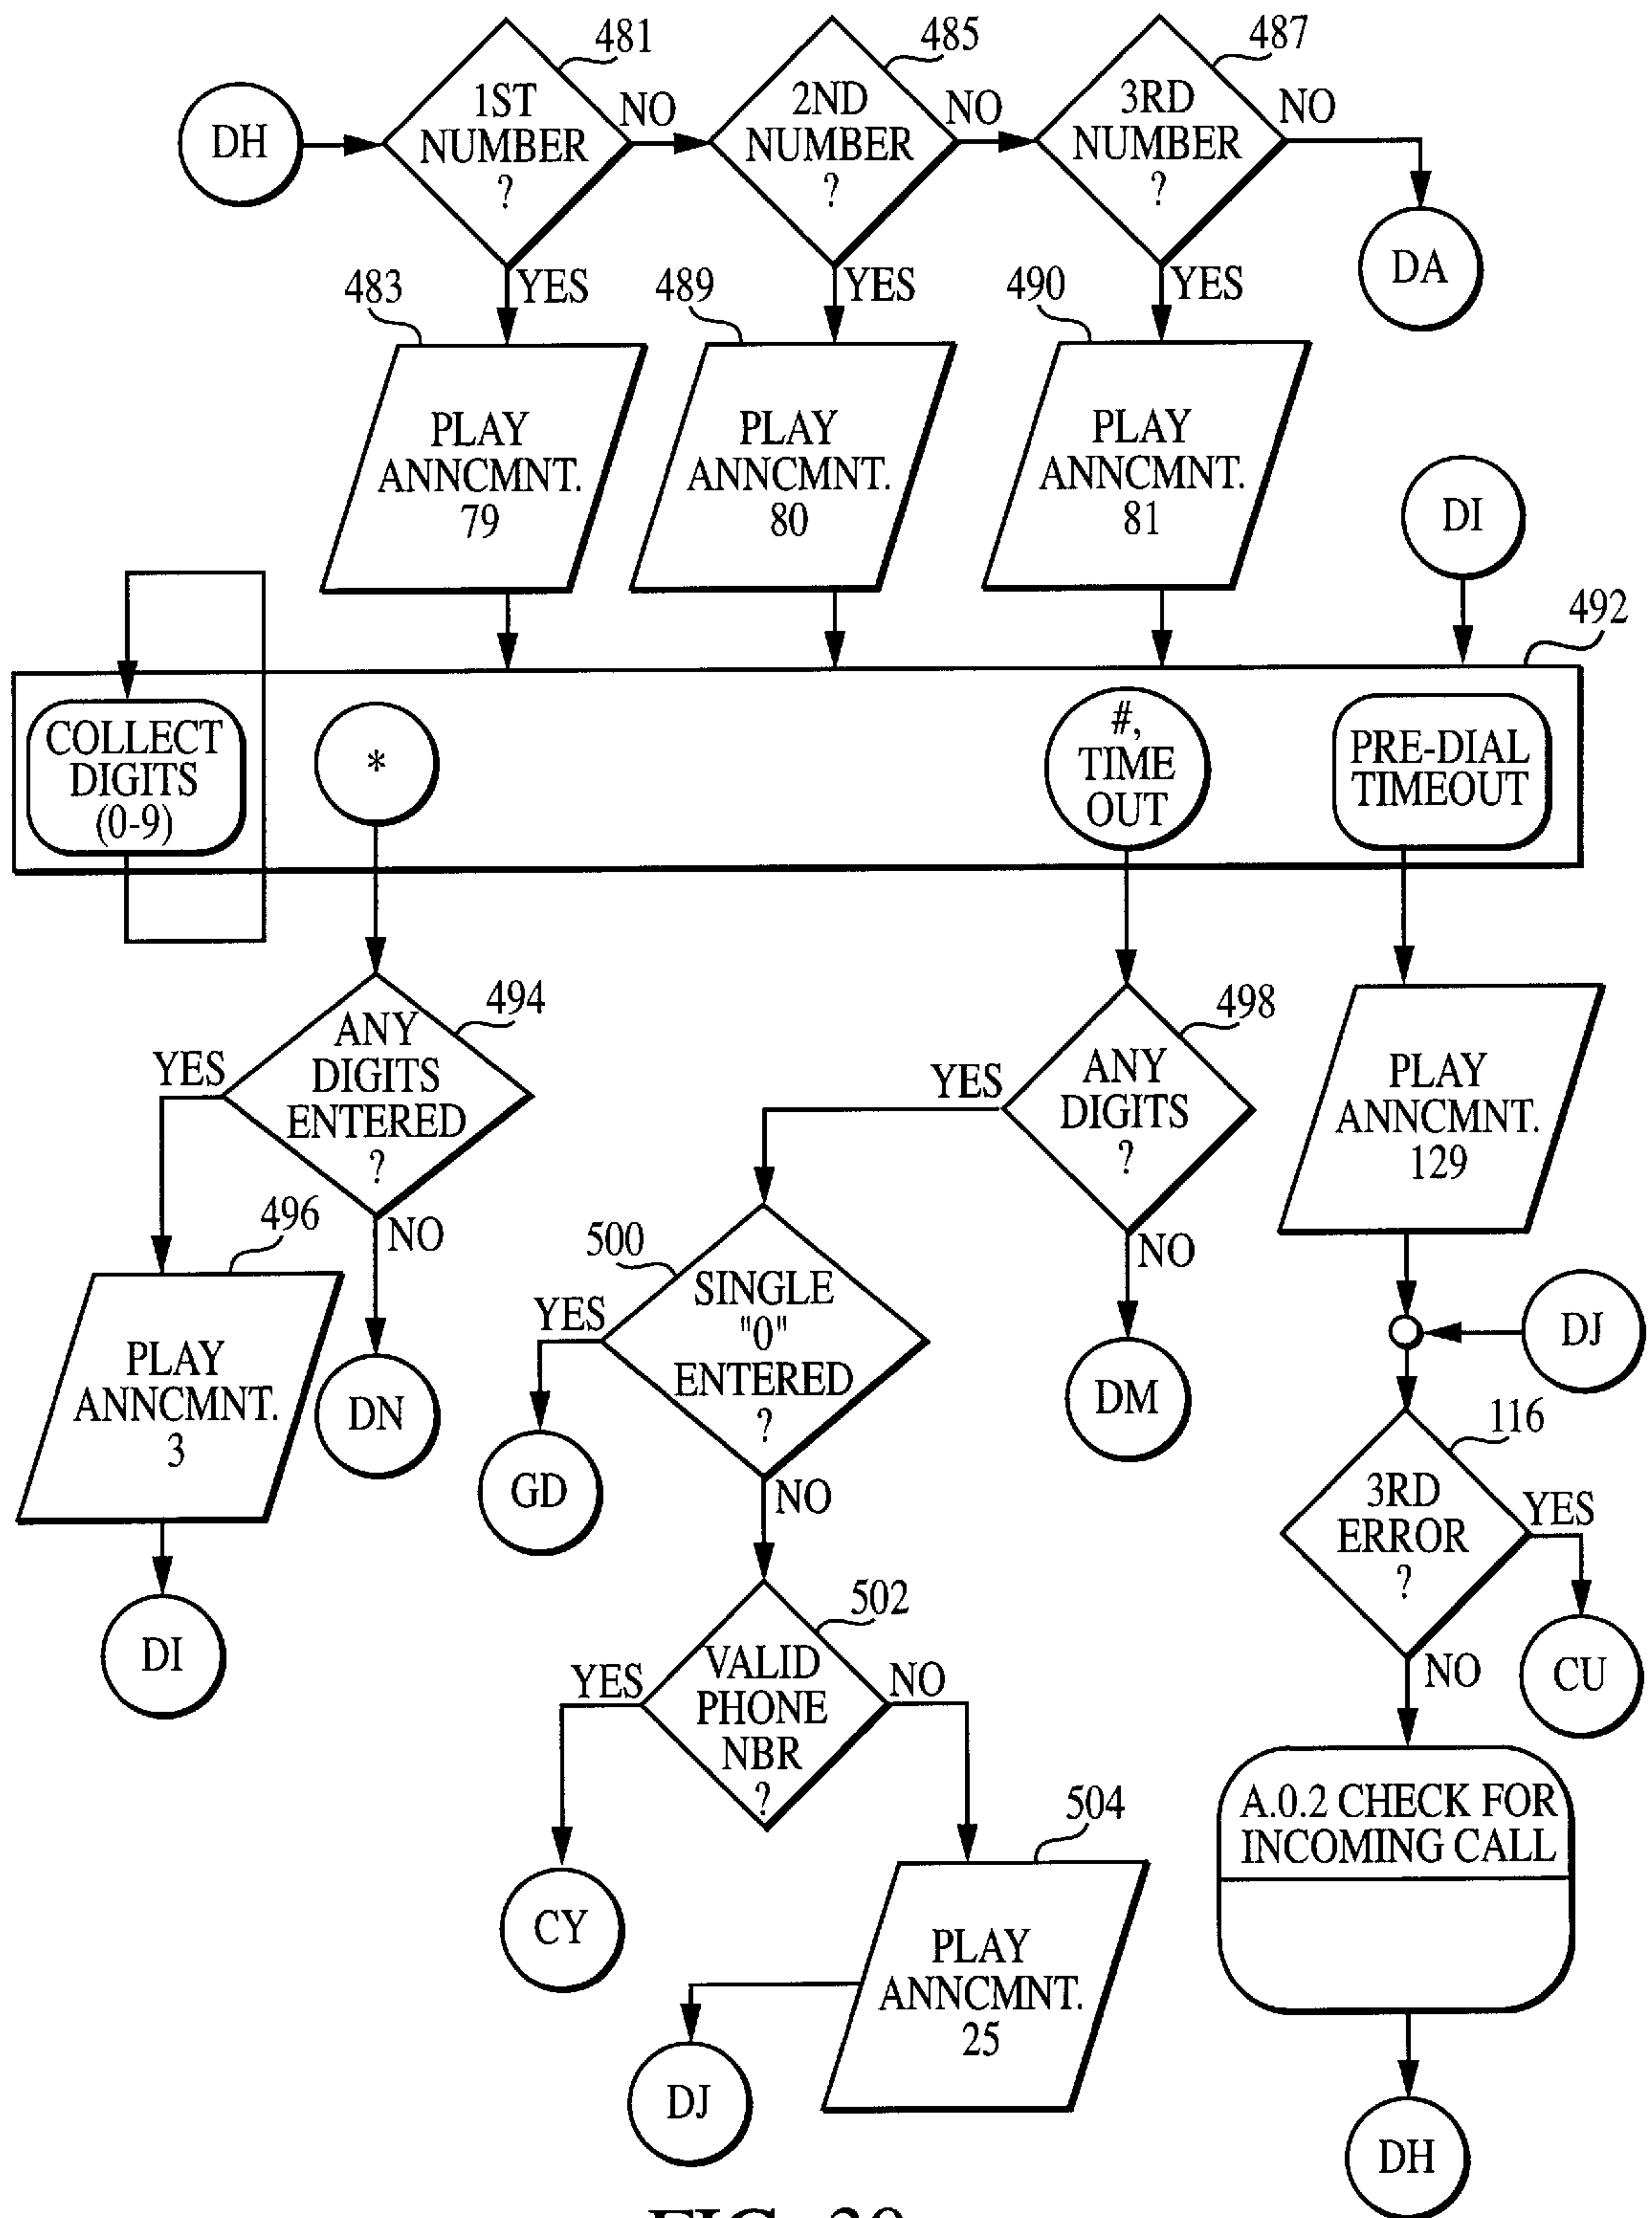 481
485
487
DH
1ST
NUMBER
?
NO
2ND
NUMBER
?
NO
3RD
NUMBER
?
NO
DA
YES
YES
YES
483
489
490
PLAY
ANNCMNT.
79
PLAY
ANNCMNT.
80
PLAY
ANNCMNT.
81
DI
492
COLLECT
DIGITS
(0-9)
*
#,
TIME
OUT
PRE-DIAL
TIMEOUT
494
ANY
DIGITS
ENTERED
?
YES
NO
498
ANY
DIGITS
?
YES
NO
PLAY
ANNCMNT.
129
496
PLAY
ANNCMNT.
3
DN
500
SINGLE
"0"
ENTERED
?
YES
NO
DM
DJ
GD
116
3RD
ERROR
?
YES
NO
CU
DI
502
VALID
PHONE
NBR
?
YES
NO
CY
504
PLAY
ANNCMNT.
25
DJ
A.0.2 CHECK FOR
INCOMING CALL
DH